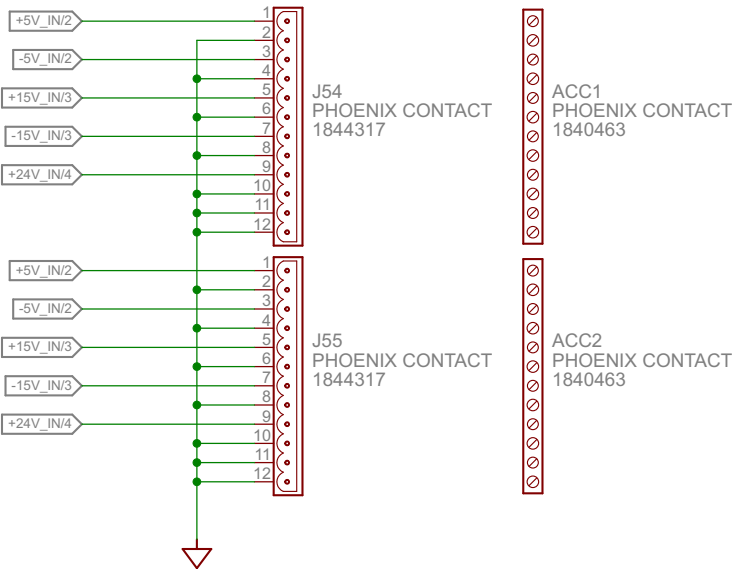 +5V_IN/2
-5V_IN/2
+15V_IN/3
-15V_IN/3
+24V_IN/4
1
2
3
4
5
6
7
8
9
10
11
12
J54
PHOENIX CONTACT
1844317
ACC1
PHOENIX CONTACT
1840463
+5V_IN/2
-5V_IN/2
+15V_IN/3
-15V_IN/3
+24V_IN/4
1
2
3
4
5
6
7
8
9
10
11
12
J55
PHOENIX CONTACT
1844317
ACC2
PHOENIX CONTACT
1840463